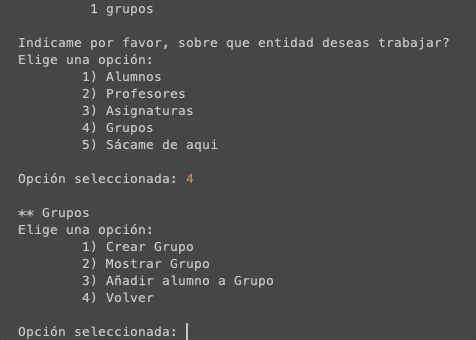 1 grupos
Indicame por favor, sobre que entidad deseas trabajar?
Elige una opción:
1) Alumnos
2) Profesores
3) Asignaturas
4) Grupos
5) Sácame de aqui
Opción seleccionada: 4
** Grupos
Elige una opción:
1) Crear Grupo
2) Mostrar Grupo
3) Añadir alumno a Grupo
4) Volver
Opción seleccionada: